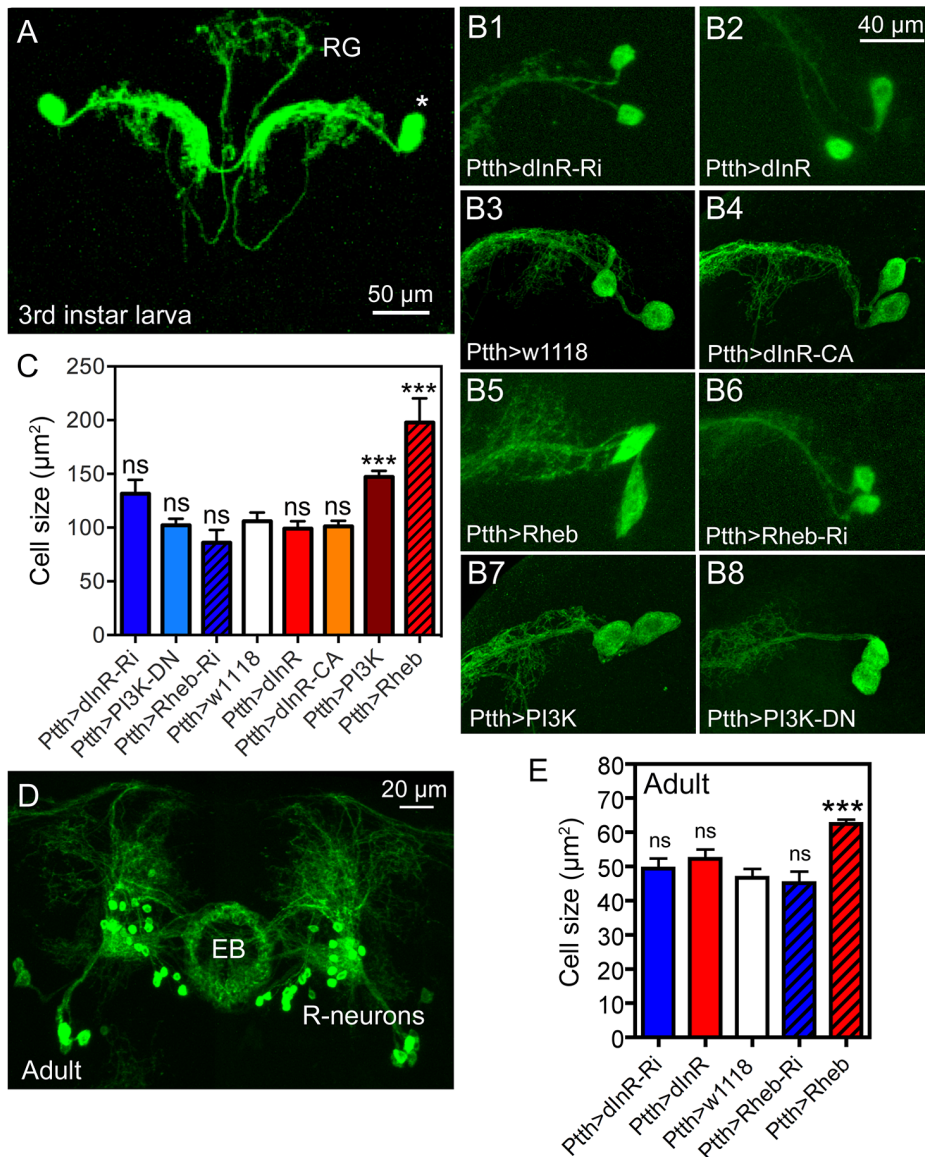 A
RG
*
50 µm
3rd instar larva
B1
Ptth>dInR-Ri
B2
40 µm
Ptth>dInR
B3
Ptth>w1118
B4
Ptth>dInR-CA
B5
Ptth>Rheb
B6
Ptth>Rheb-Ri
B7
Ptth>PI3K
B8
Ptth>PI3K-DN
C
Cell size (µm²)
250
200
150
100
50
0
ns
ns
ns
ns
ns
***
***
Ptth>dInR-Ri
Ptth>PI3K-DN
Ptth>Rheb-Ri
Ptth>w1118
Ptth>dInR
Ptth>dInR-CA
Ptth>PI3K
Ptth>Rheb
D
20 µm
EB
R-neurons
Adult
E
Adult
Cell size (µm²)
80
70
60
50
40
30
20
10
0
ns
ns
ns
***
Ptth>dInR-Ri
Ptth>dInR
Ptth>w1118
Ptth>Rheb-Ri
Ptth>Rheb